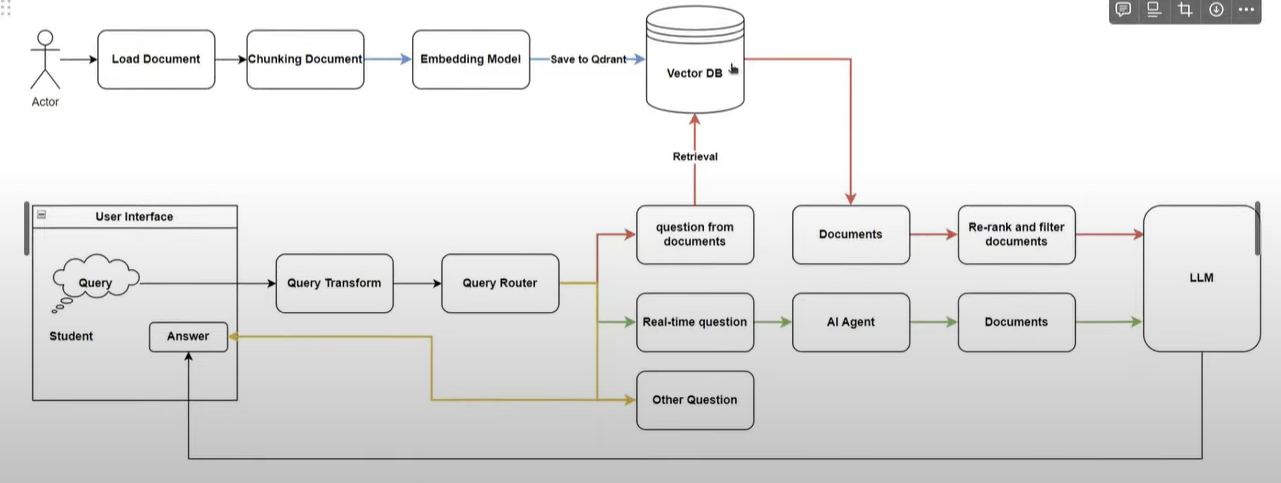 Load Document
Chunking Document
Embedding Model
Save to Qdrant
Vector DB
Actor
Retrieval
User Interface
Query
Student
Answer
Query Transform
Query Router
question from
documents
Documents
Re-rank and filter
documents
LLM
Real-time question
AI Agent
Documents
Other Question